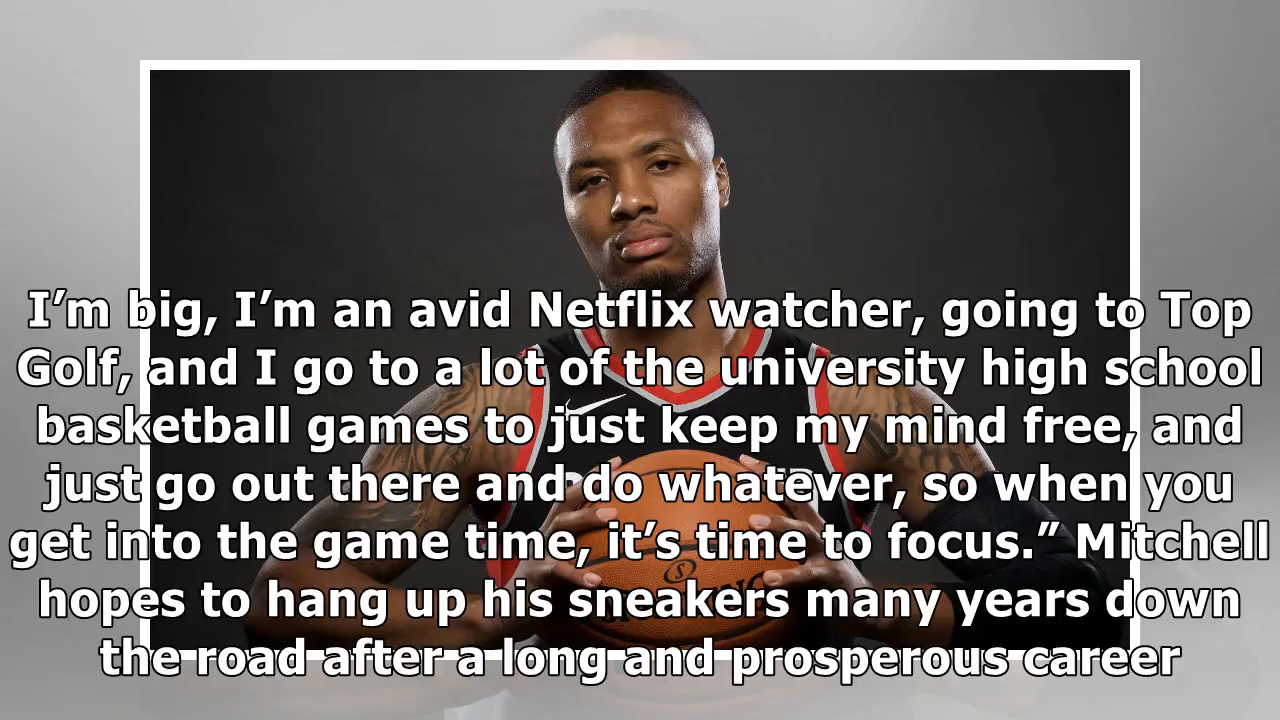 I’m big, I’m an avid Netflix watcher, going to Top
Golf, and I go to a lot of the university high school
basketball games to just keep my mind free, and
just go out there and do whatever, so when you
get into the game time, it’s time to focus.” Mitchell
hopes to hang up his sneakers many years down
the road after a long and prosperous career